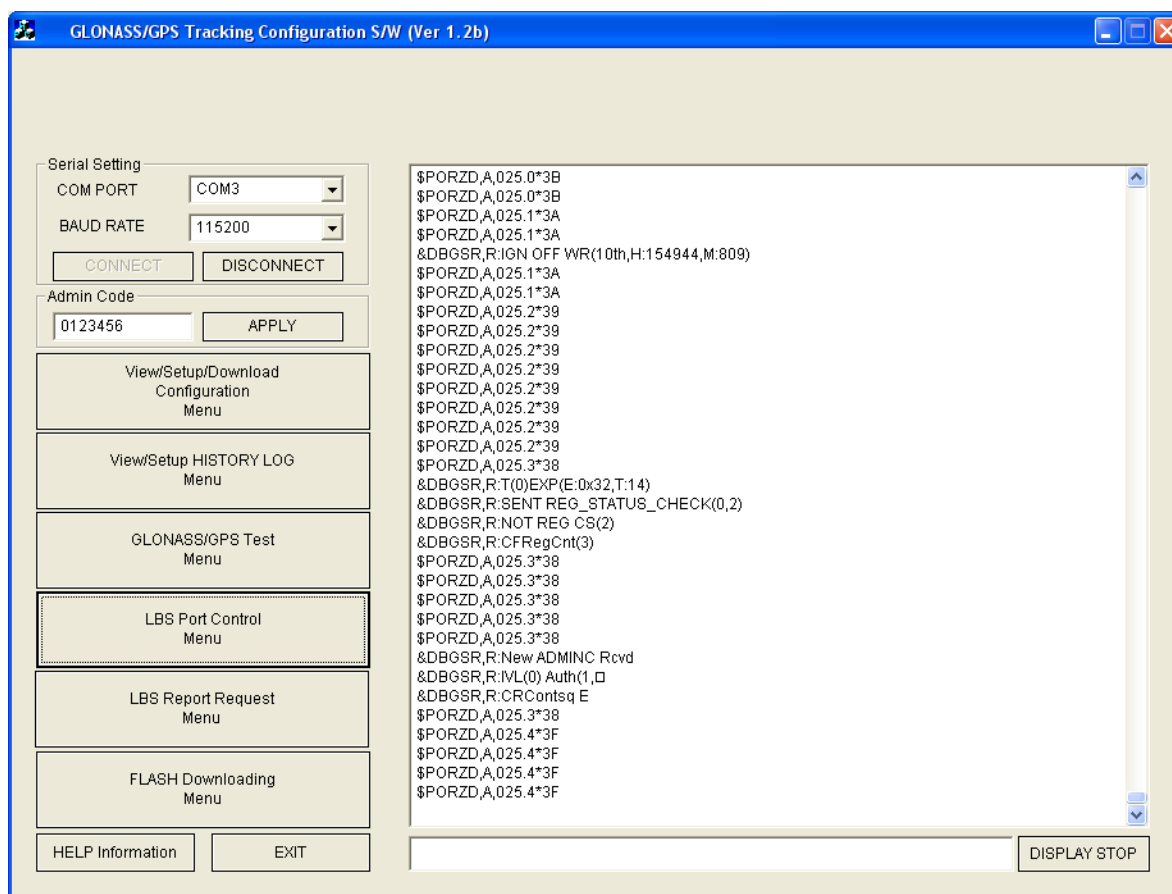 GLONASS/GPS Tracking Configuration S/W (Ver 1.2b)
Serial Setting
COM PORT
COM3
BAUD RATE
115200
CONNECT
DISCONNECT
Admin Code
0123456
APPLY
View/Setup/Download
Configuration
Menu
View/Setup HISTORY LOG
Menu
GLONASS/GPS Test
Menu
LBS Port Control
Menu
LBS Report Request
Menu
FLASH Downloading
Menu
HELP Information
EXIT
$PORZD,A,025.0*3B
$PORZD,A,025.0*3B
$PORZD,A,025.1*3A
$PORZD,A,025.1*3A
&DBGSR,R:IGN OFF WR(10th,H:154944,M:809)
$PORZD,A,025.1*3A
$PORZD,A,025.1*3A
$PORZD,A,025.2*39
$PORZD,A,025.2*39
$PORZD,A,025.2*39
$PORZD,A,025.2*39
$PORZD,A,025.2*39
$PORZD,A,025.2*39
$PORZD,A,025.2*39
$PORZD,A,025.2*39
$PORZD,A,025.3*38
&DBGSR,R:T(0)EXP(E:0x32,T:14)
&DBGSR,R:SENT REG_STATUS_CHECK(0,2)
&DBGSR,R:NOT REG CS(2)
&DBGSR,R:CFRegCnt(3)
$PORZD,A,025.3*38
$PORZD,A,025.3*38
$PORZD,A,025.3*38
$PORZD,A,025.3*38
$PORZD,A,025.3*38
&DBGSR,R:New ADMINC Rcvd
&DBGSR,R:IVL(0) Auth(1,□
&DBGSR,R:CRContsq E
$PORZD,A,025.3*38
$PORZD,A,025.4*3F
$PORZD,A,025.4*3F
$PORZD,A,025.4*3F
$PORZD,A,025.4*3F
DISPLAY STOP